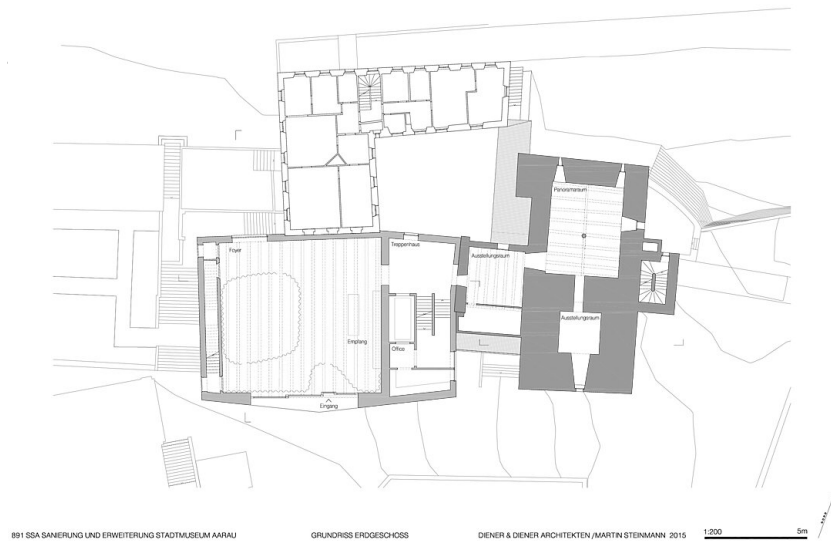 Panoramaraum
Foyer
Treppenhaus
Ausstellungsraum
Ausstellungsraum
Empfang
Office
Eingang
891 SSA SANIERUNG UND ERWEITERUNG STADTMUSEUM AARAU
GRUNDRISS ERDGESCHOSS
DIENER & DIENER ARCHITEKTEN /MARTIN STEINMANN 2015
1:200
5m